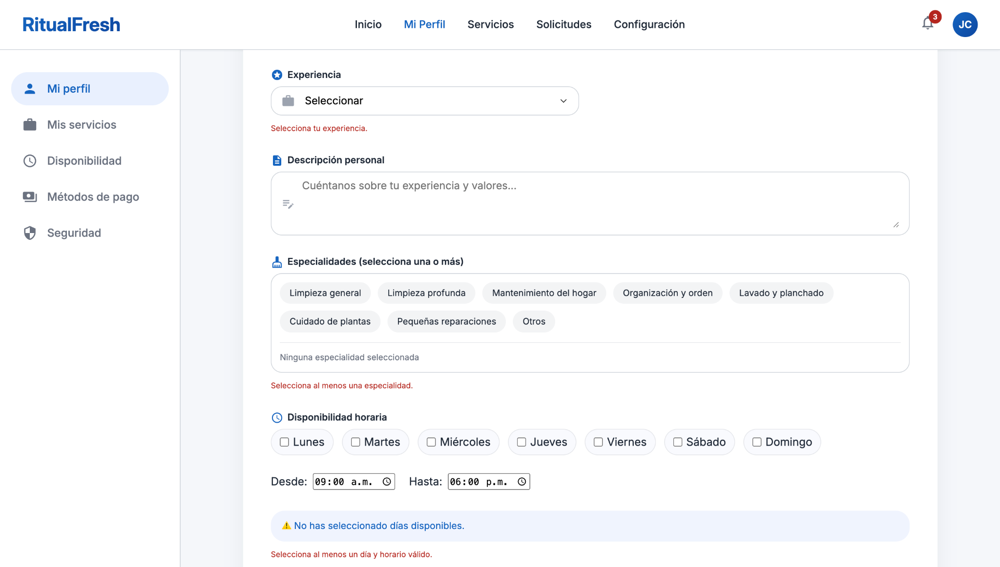 RitualFresh
Inicio Mi Perfil Servicios Solicitudes Configuración
3
JC
Mi perfil
Mis servicios
Disponibilidad
Métodos de pago
Seguridad
Experiencia
Seleccionar
Selecciona tu experiencia.
Descripción personal
Cuéntanos sobre tu experiencia y valores...
Especialidades (selecciona una o más)
Limpieza general Limpieza profunda Mantenimiento del hogar Organización y orden Lavado y planchado
Cuidado de plantas Pequeñas reparaciones Otros
Ninguna especialidad seleccionada
Selecciona al menos una especialidad.
Disponibilidad horaria
Lunes Martes Miércoles Jueves Viernes Sábado Domingo
Desde: 09:00 a.m. Hasta: 06:00 p.m.
No has seleccionado días disponibles.
Selecciona al menos un día y horario válido.